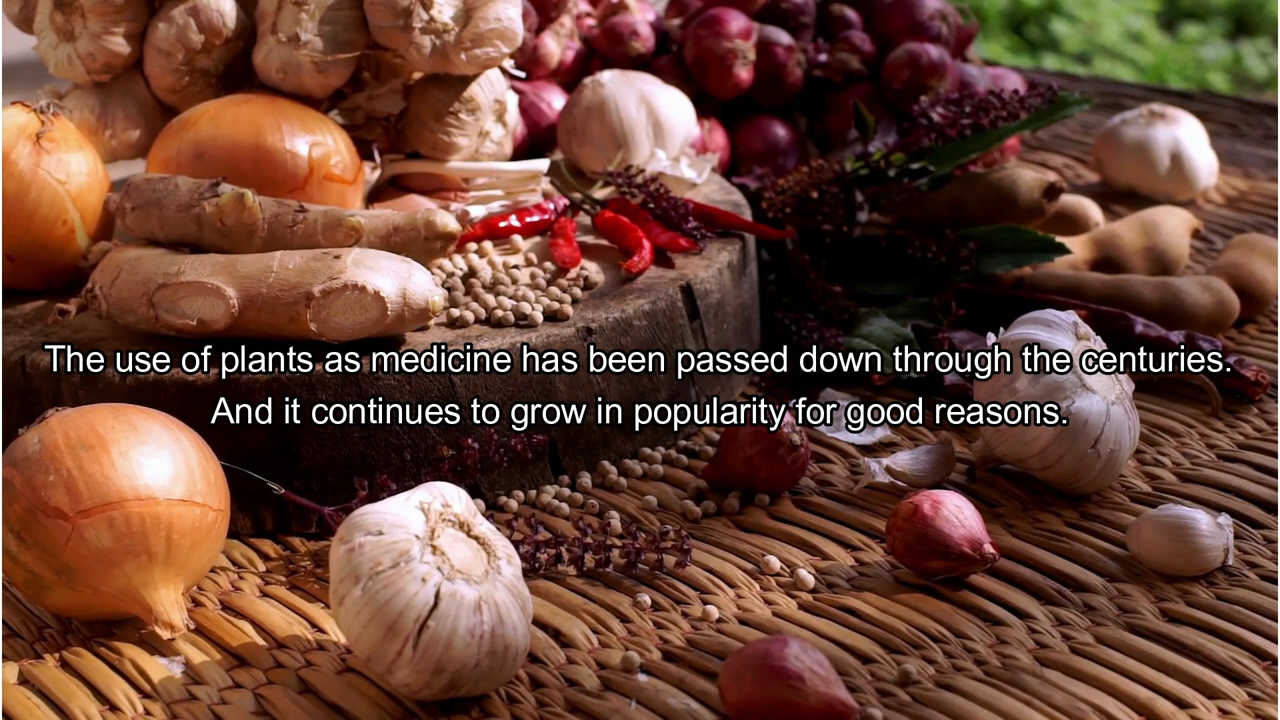 The use of plants as medicine has been passed down through the centuries.
And it continues to grow in popularity for good reasons.